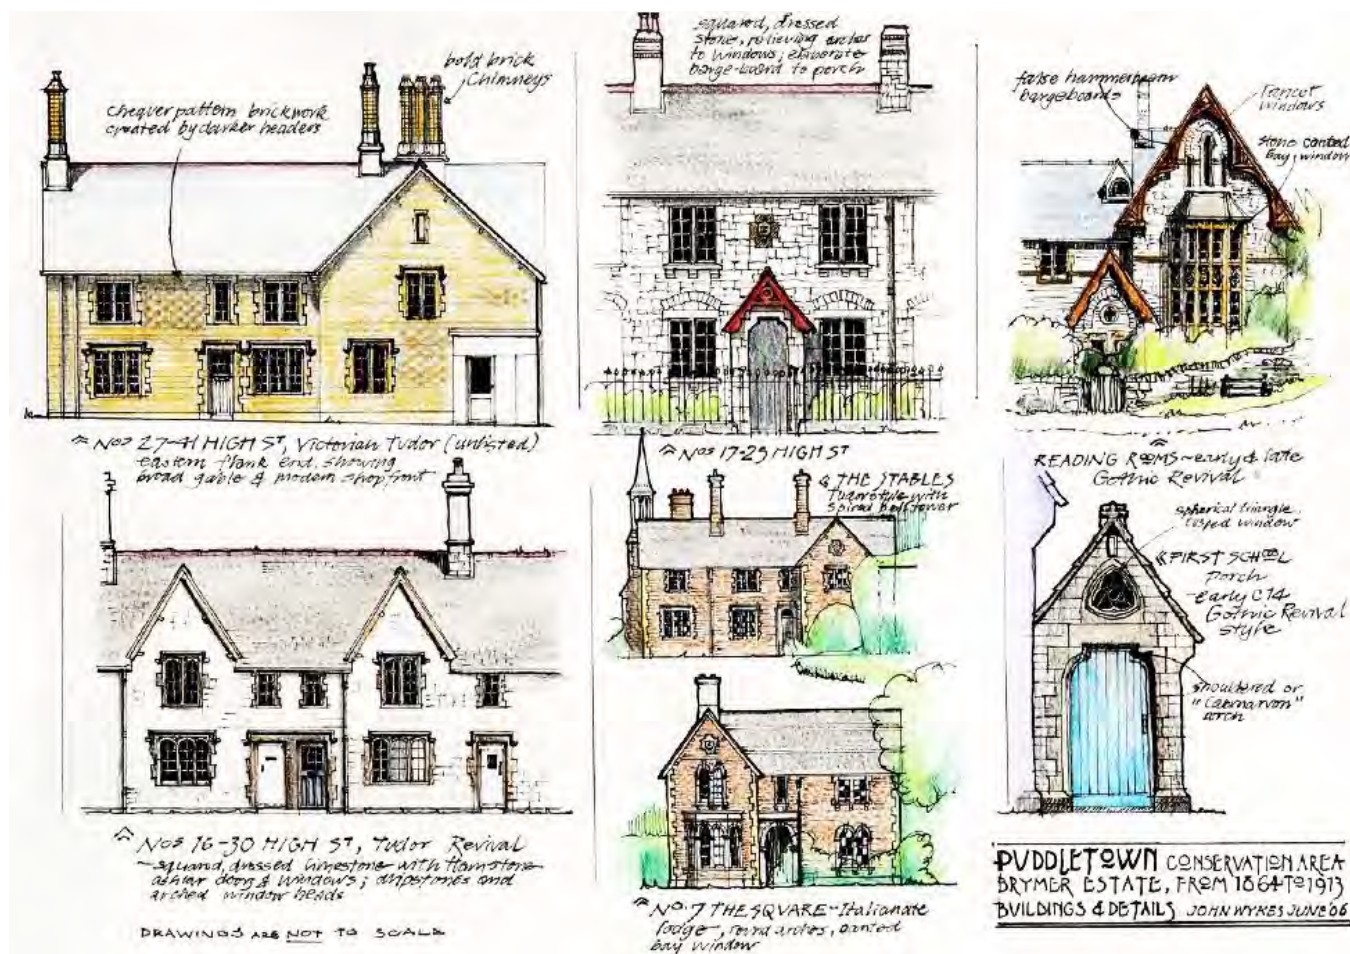 bold brick
chimneys
chequer pattern brickwork
created by darker headers
Nos 27-41 HIGH ST, Victorian Tudor (unlisted)
eastern flank end, showing
broad gable & modern shopfront
squared, dressed
stone, relieving arches
to windows; elaborate
barge-board to porch
Nos 17-25 HIGH ST
false hammerbeam
bargeboards
lancet
windows
stone canted
bay window
READING ROOMS ~ early & late
Gothic Revival
Nos 16-30 HIGH ST, Tudor Revival
~ squared, dressed limestone with Hamstone
ashlar doors & windows; dripstones and
arched window heads
THE STABLES
Tudor style with
spired bell tower
No. 7 THE SQUARE ~ Italianate
lodge, round arches, canted
bay window
spherical triangle,
cusped window
FIRST SCHOOL
porch
~ early C14
Gothic Revival
style
shouldered or
"Caernarvon"
arch
DRAWINGS ARE NOT TO SCALE
PUDDLETOWN CONSERVATION AREA
BRYMER ESTATE, FROM 1864 TO 1913
BUILDINGS & DETAILS JOHN WYKES JUNE 06